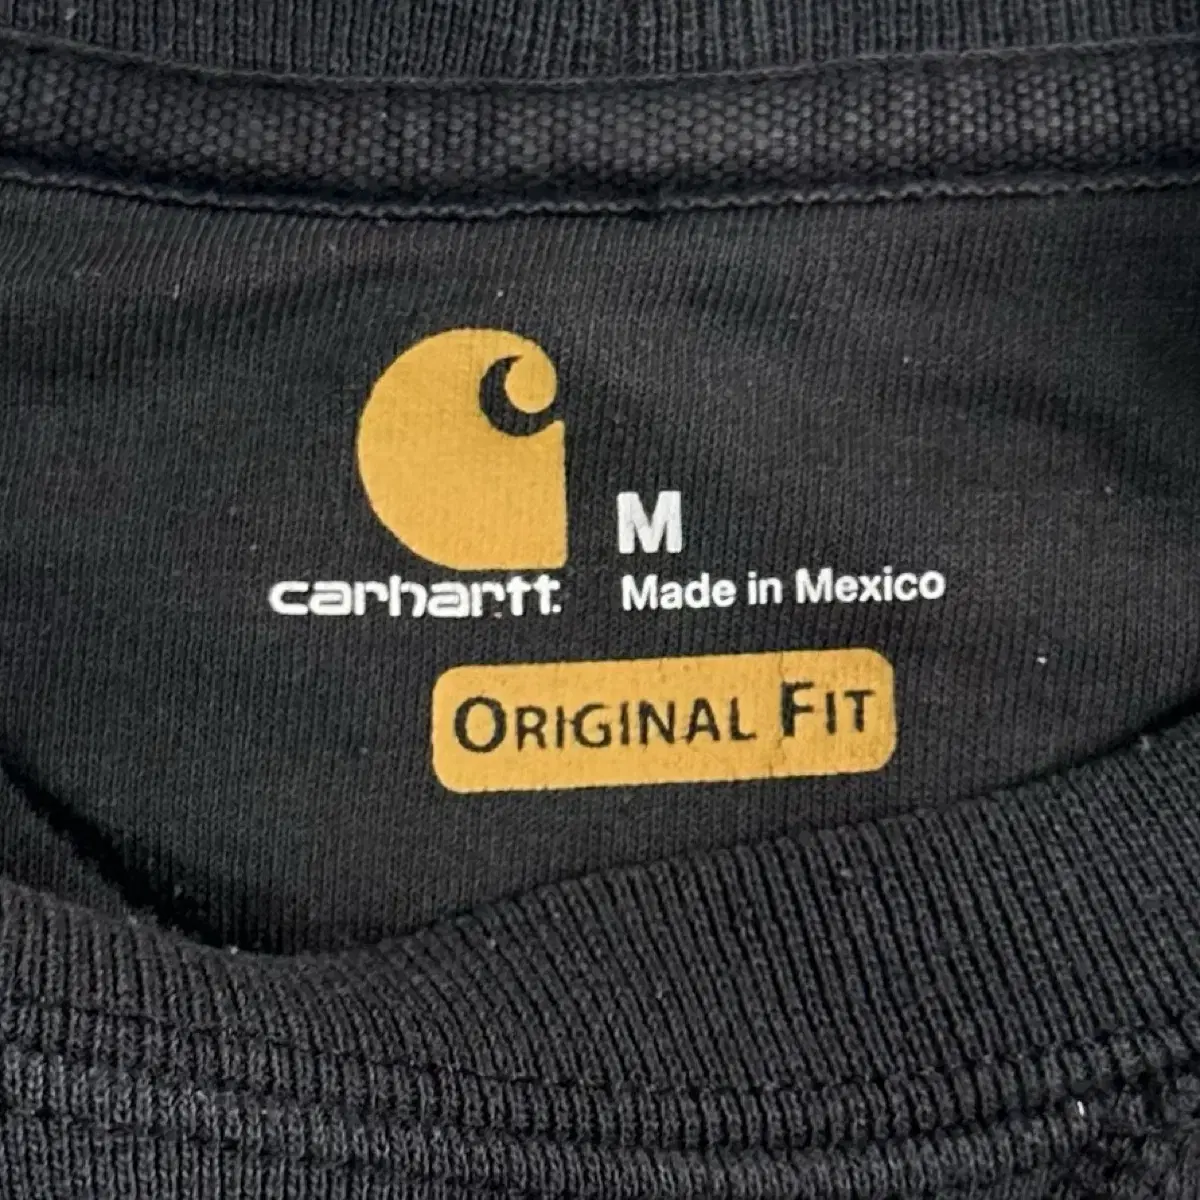 M
carhartt.
Made in Mexico
ORIGINAL FIT